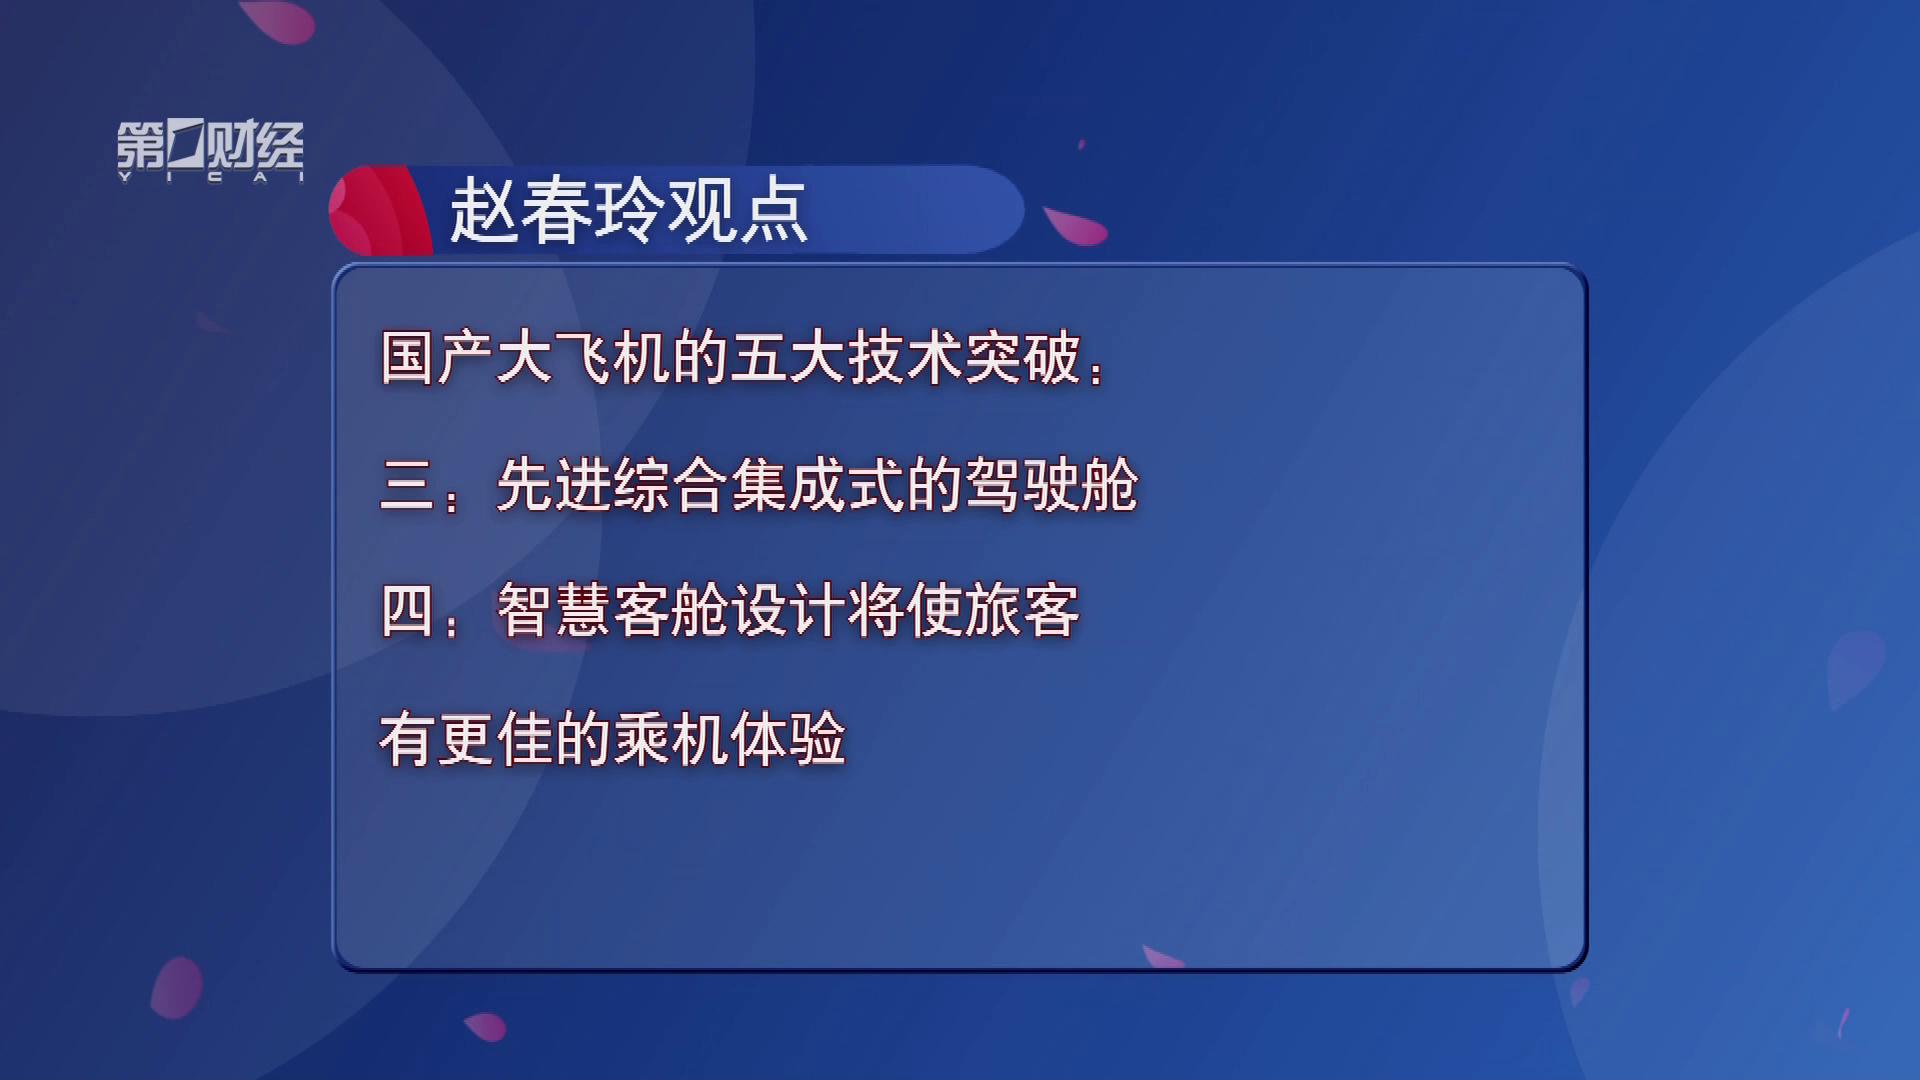 第一财经
YICAI
赵春玲观点
国产大飞机的五大技术突破：
三：先进综合集成式的驾驶舱
四：智慧客舱设计将使旅客
有更佳的乘机体验